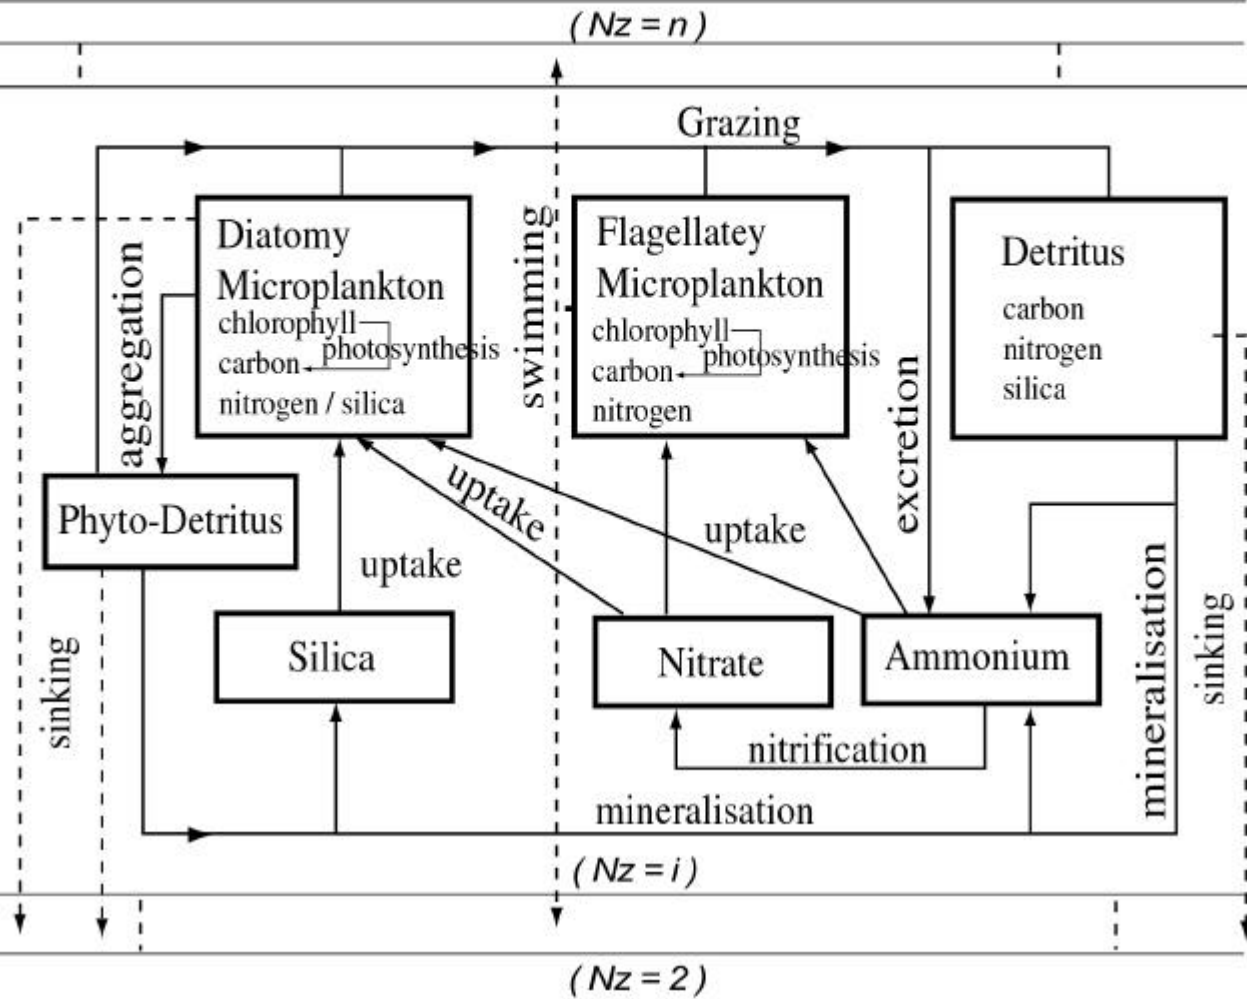 ( Nz = n )
Grazing
Diatomy
Microplankton
chlorophyll
photosynthesis
carbon
nitrogen / silica
aggregation
swimming
Flagellatey
Microplankton
chlorophyll
photosynthesis
carbon
nitrogen
excretion
Detritus
carbon
nitrogen
silica
Phyto-Detritus
uptake
uptake
uptake
Silica
Nitrate
Ammonium
sinking
mineralisation
sinking
nitrification
mineralisation
( Nz = i )
( Nz = 2 )